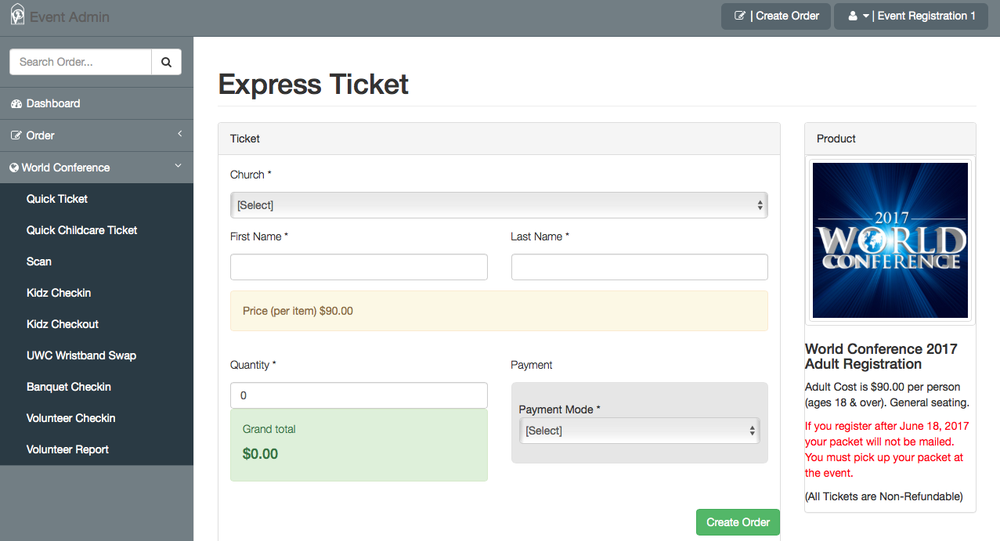 Event Admin
| Create Order
| Event Registration 1
Search Order...
Dashboard
Order
World Conference
Quick Ticket
Quick Childcare Ticket
Scan
Kidz Checkin
Kidz Checkout
UWC Wristband Swap
Banquet Checkin
Volunteer Checkin
Volunteer Report
Express Ticket
Ticket
Church *
[Select]
First Name *
Last Name *
Price (per item) $90.00
Quantity *
0
Grand total
$0.00
Payment
Payment Mode *
[Select]
Create Order
Product
2017
WORLD
CONFERENCE
World Conference 2017
Adult Registration
Adult Cost is $90.00 per person
(ages 18 & over). General seating.
If you register after June 18, 2017
your packet will not be mailed.
You must pick up your packet at
the event.
(All Tickets are Non-Refundable)